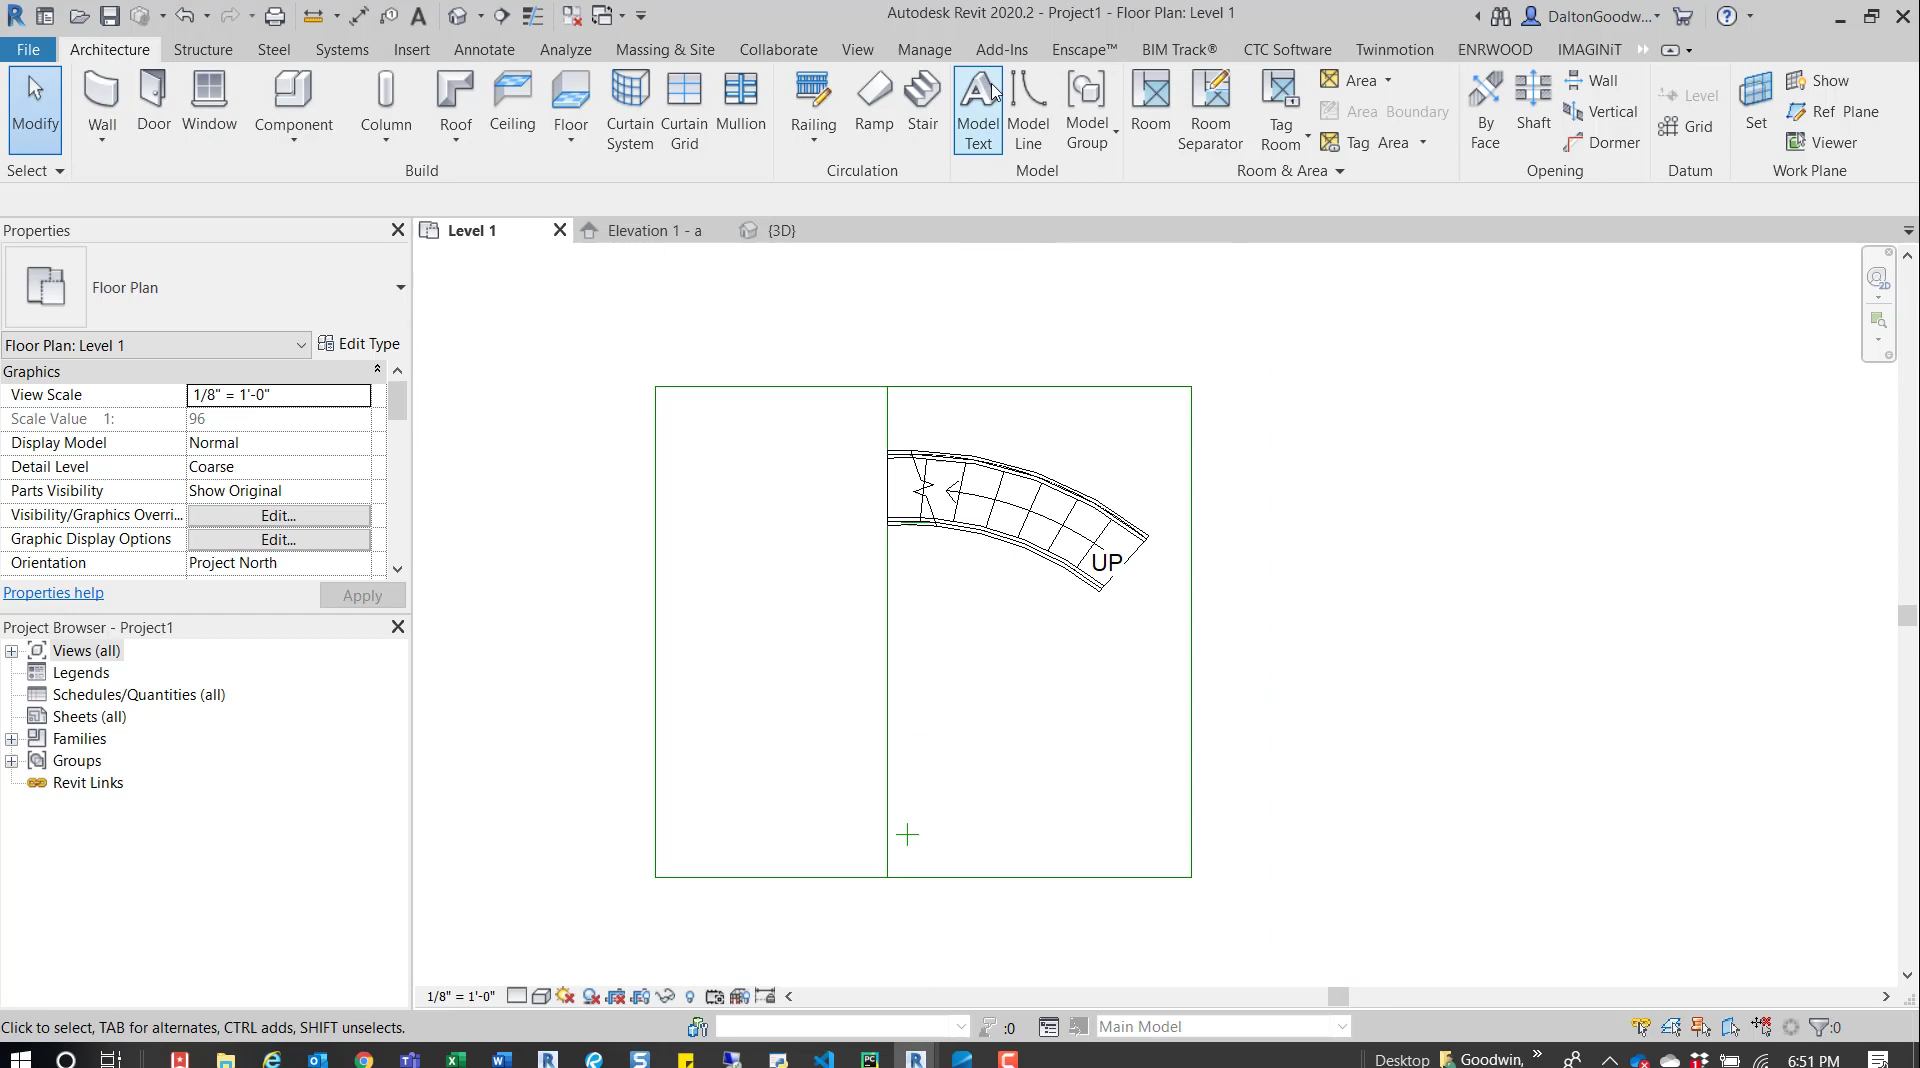 Autodesk Revit 2020.2 - Project1 - Floor Plan: Level 1
DaltonGoodw...
File Architecture Structure Steel Systems Insert Annotate Analyze Massing & Site Collaborate View Manage Add-Ins Enscape™ BIM Track® CTC Software Twinmotion ENRWOOD IMAGINiT
Modify Wall Door Window Component Column Roof Ceiling Floor Curtain System Curtain Grid Mullion Railing Ramp Stair Model Text Model Line Model Group Room Room Separator Tag Room
Area
Area Boundary
Tag Area
By Face
Shaft
Wall
Vertical
Dormer
Level
Grid
Set
Show
Ref Plane
Viewer
Select Build Circulation Model Room & Area Opening Datum Work Plane
Properties
Level 1 Elevation 1 - a {3D}
Floor Plan
Floor Plan: Level 1 Edit Type
Graphics
View Scale 1/8" = 1'-0"
Scale Value 1: 96
Display Model Normal
Detail Level Coarse
Parts Visibility Show Original
Visibility/Graphics Overri... Edit...
Graphic Display Options Edit...
Orientation Project North
Properties help Apply
UP
Project Browser - Project1
Views (all)
Legends
Schedules/Quantities (all)
Sheets (all)
Families
Groups
Revit Links
1/8" = 1'-0"
Click to select, TAB for alternates, CTRL adds, SHIFT unselects.
:0
Main Model
:0
Desktop Goodwin, 6:51 PM